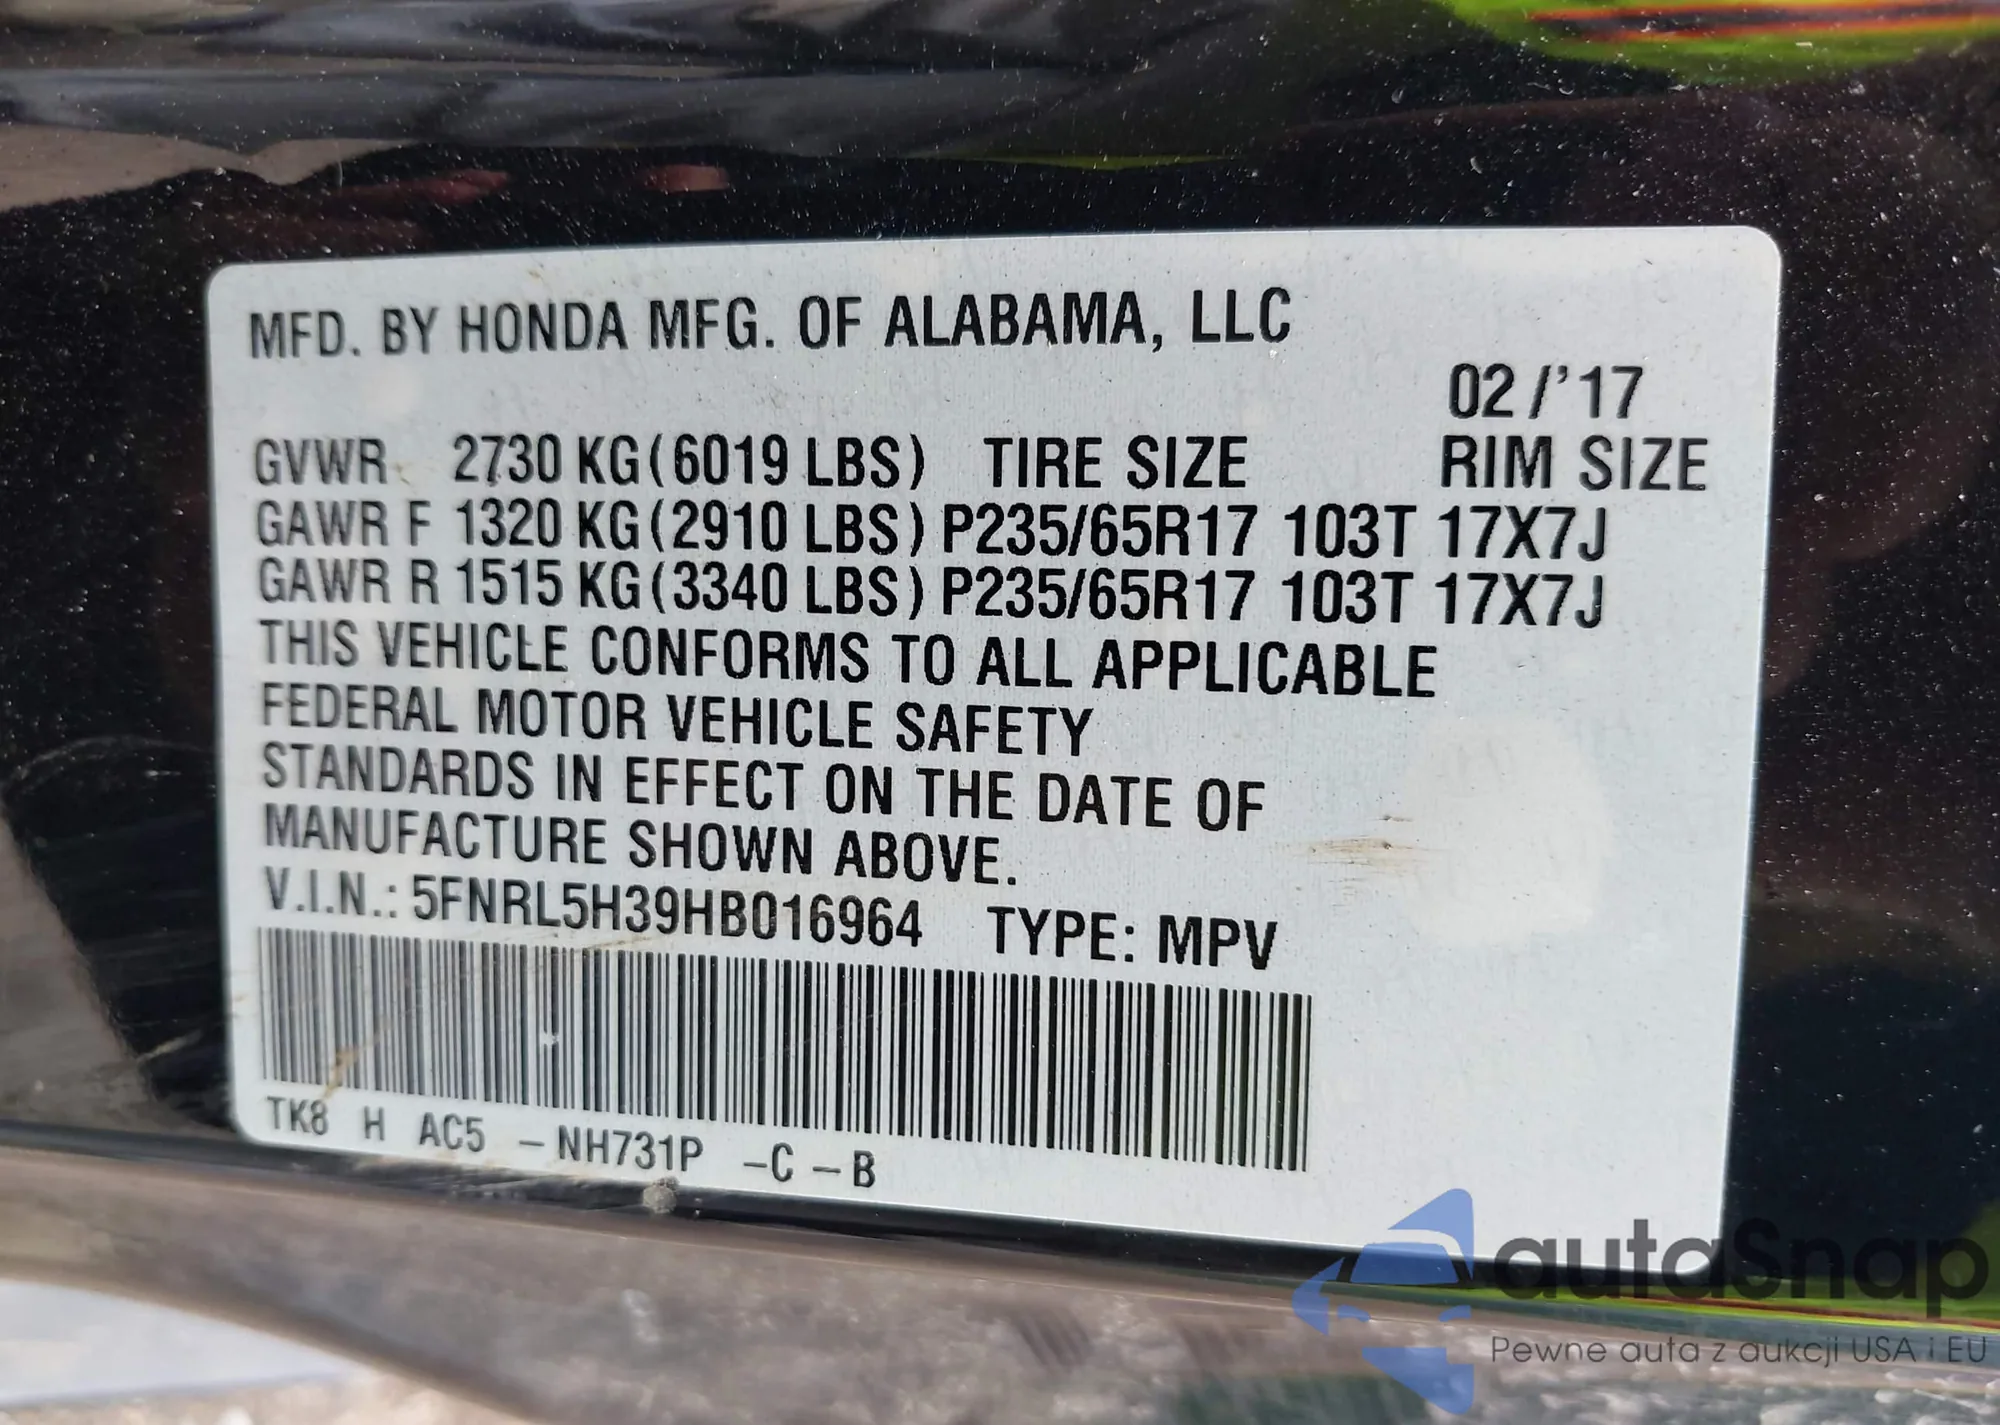 MFD. BY HONDA MFG. OF ALABAMA, LLC
02/'17
GVWR 2730 KG(6019 LBS) TIRE SIZE RIM SIZE
GAWR F 1320 KG(2910 LBS) P235/65R17 103T 17X7J
GAWR R 1515 KG(3340 LBS) P235/65R17 103T 17X7J
THIS VEHICLE CONFORMS TO ALL APPLICABLE
FEDERAL MOTOR VEHICLE SAFETY
STANDARDS IN EFFECT ON THE DATE OF
MANUFACTURE SHOWN ABOVE.
V.I.N.: 5FNRL5H39HB016964 TYPE: MPV
TK8 H AC5 -NH731P -C -B
autaSnap
Pewne auta z aukcji USA i EU